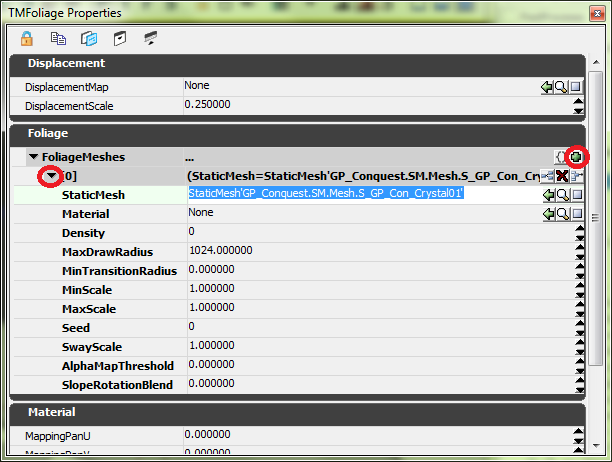 TMFoliage Properties
Displacement
DisplacementMap None
DisplacementScale 0.250000
Foliage
FoliageMeshes ...
[0] (StaticMesh=StaticMesh'GP_Conquest.SM.Mesh.S_GP_Con_Cry
StaticMesh StaticMesh'GP_Conquest.SM.Mesh.S_GP_Con_Crystal01'
Material None
Density 0
MaxDrawRadius 1024.000000
MinTransitionRadius 0.000000
MinScale 1.000000
MaxScale 1.000000
Seed 0
SwayScale 1.000000
AlphaMapThreshold 0.000000
SlopeRotationBlend 0.000000
Material
MappingPanU 0.000000
MappingPanV 0.000000